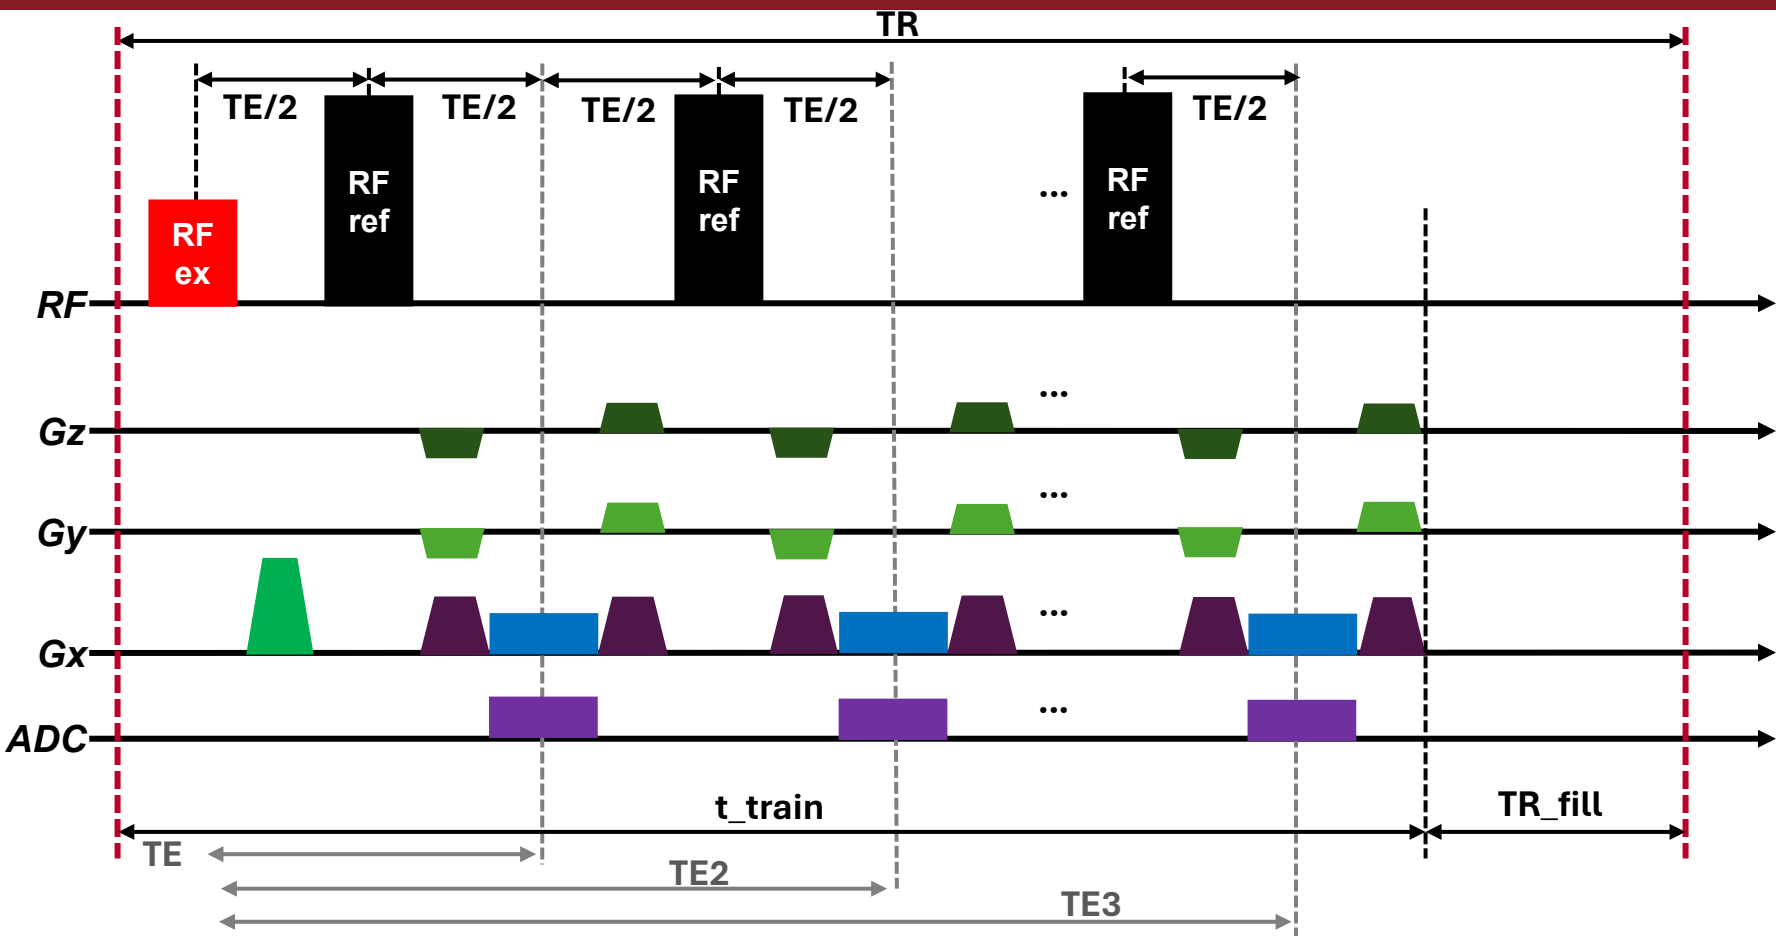 TR
TE/2
TE/2
TE/2
TE/2
TE/2
RF
ref
RF
ref
...
RF
ref
RF
ex
RF
...
Gz
...
Gy
...
Gx
...
ADC
t_train
TR_fill
TE
TE2
TE3